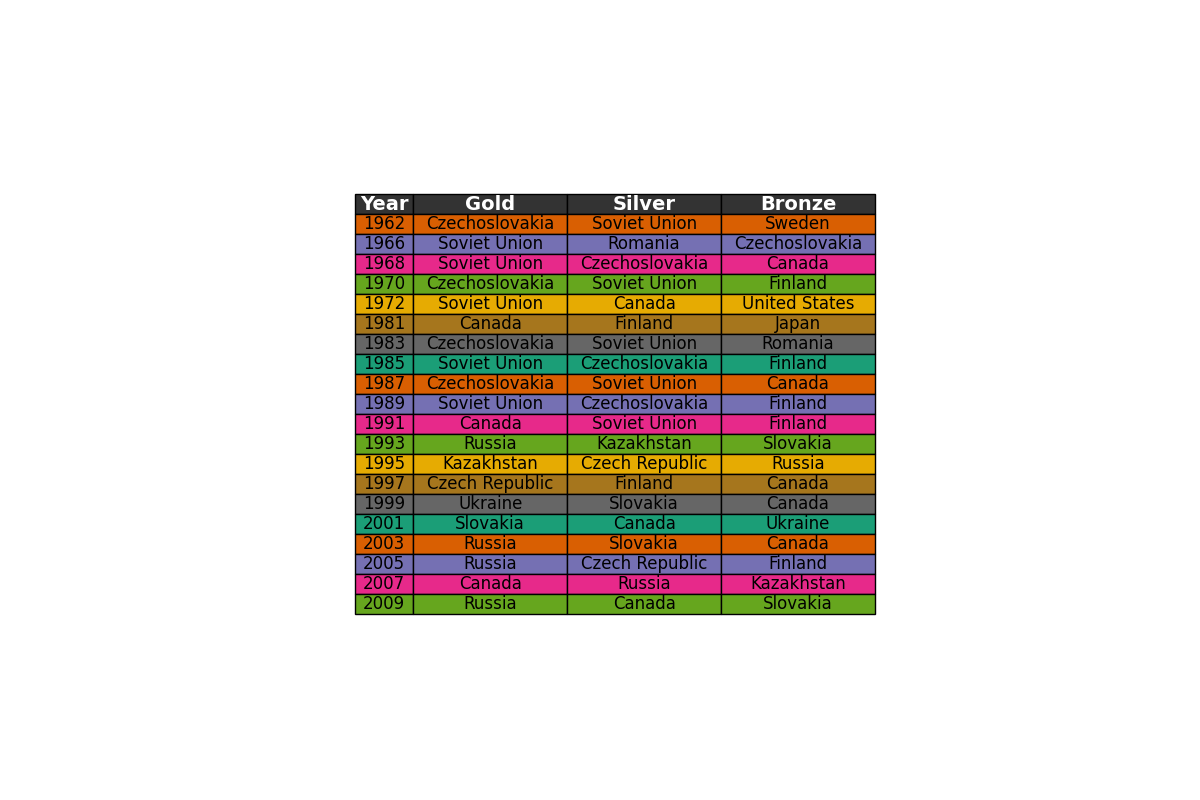 Year Gold Silver Bronze
1962 Czechoslovakia Soviet Union Sweden
1966 Soviet Union Romania Czechoslovakia
1968 Soviet Union Czechoslovakia Canada
1970 Czechoslovakia Soviet Union Finland
1972 Soviet Union Canada United States
1981 Canada Finland Japan
1983 Czechoslovakia Soviet Union Romania
1985 Soviet Union Czechoslovakia Finland
1987 Czechoslovakia Soviet Union Canada
1989 Soviet Union Czechoslovakia Finland
1991 Canada Soviet Union Finland
1993 Russia Kazakhstan Slovakia
1995 Kazakhstan Czech Republic Russia
1997 Czech Republic Finland Canada
1999 Ukraine Slovakia Canada
2001 Slovakia Canada Ukraine
2003 Russia Slovakia Canada
2005 Russia Czech Republic Finland
2007 Canada Russia Kazakhstan
2009 Russia Canada Slovakia